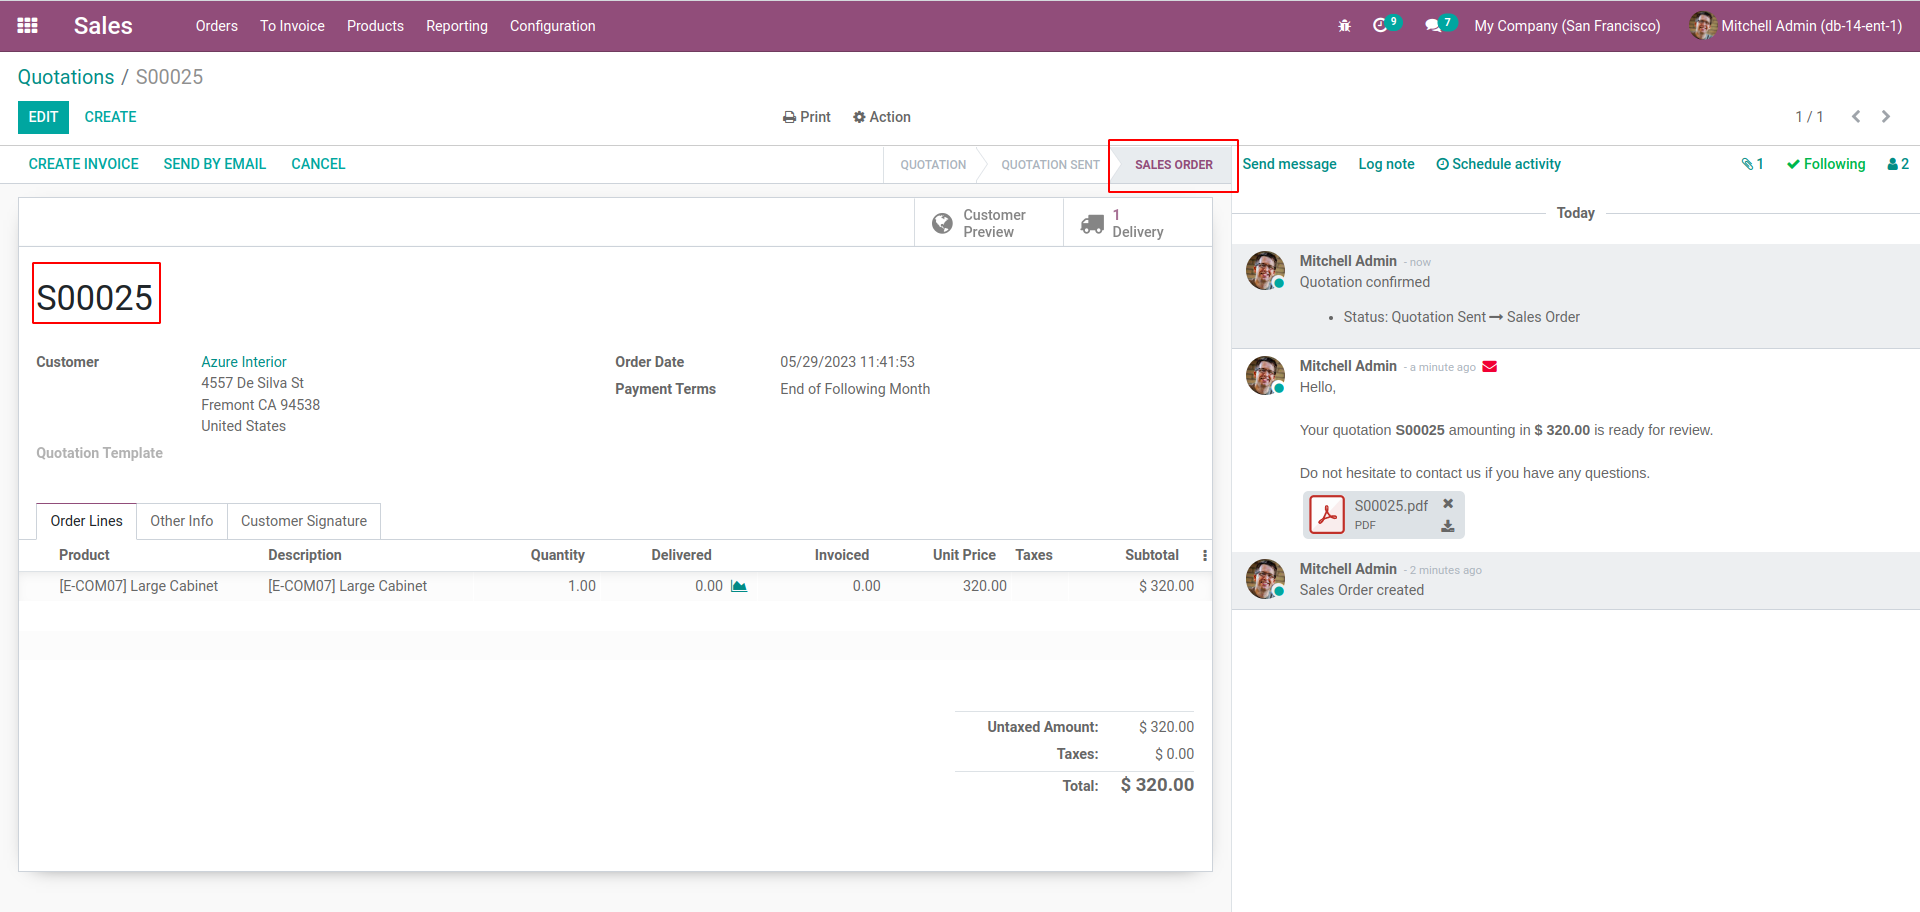 Sales Orders To Invoice Products Reporting Configuration 9 7 My Company (San Francisco) Mitchell Admin (db-14-ent-1)
Quotations / S00025
EDIT CREATE Print Action 1 / 1
CREATE INVOICE SEND BY EMAIL CANCEL QUOTATION QUOTATION SENT SALES ORDER Send message Log note Schedule activity 1 Following 2
Customer Preview
1 Delivery
S00025
Customer Azure Interior
4557 De Silva St
Fremont CA 94538
United States
Order Date 05/29/2023 11:41:53
Payment Terms End of Following Month
Quotation Template
Order Lines Other Info Customer Signature
Product Description Quantity Delivered Invoiced Unit Price Taxes Subtotal
[E-COM07] Large Cabinet [E-COM07] Large Cabinet 1.00 0.00 0.00 320.00 $ 320.00
Untaxed Amount: $ 320.00
Taxes: $ 0.00
Total: $ 320.00
Today
Mitchell Admin - now
Quotation confirmed
• Status: Quotation Sent → Sales Order
Mitchell Admin - a minute ago
Hello,
Your quotation S00025 amounting in $ 320.00 is ready for review.
Do not hesitate to contact us if you have any questions.
S00025.pdf
PDF
Mitchell Admin - 2 minutes ago
Sales Order created